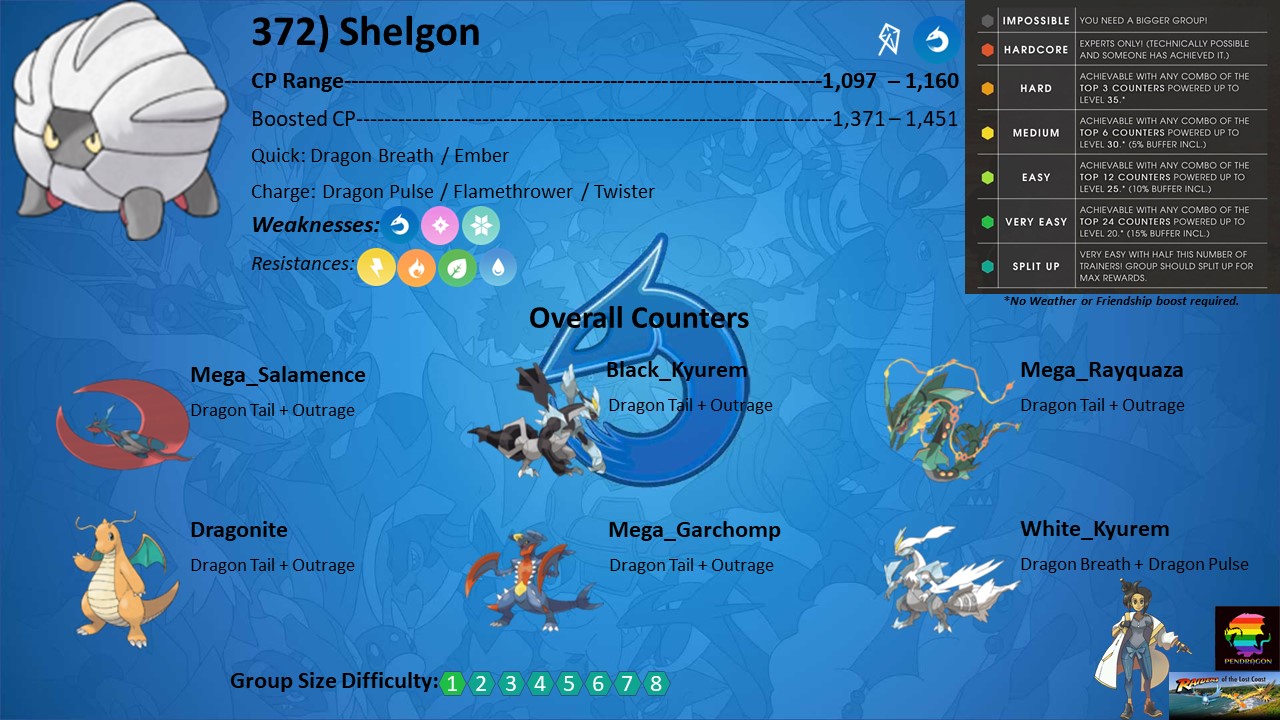 372) Shelgon
CP Range-----------------------------------------------------------------------1,097 – 1,160
Boosted CP-----------------------------------------------------------------------1,371 – 1,451
Quick: Dragon Breath / Ember
Charge: Dragon Pulse / Flamethrower / Twister
Weaknesses:
Resistances:
IMPOSSIBLE YOU NEED A BIGGER GROUP!
HARDCORE EXPERTS ONLY! (TECHNICALLY POSSIBLE
AND SOMEONE HAS ACHIEVED IT.)
HARD ACHIEVABLE WITH ANY COMBO OF THE
TOP 3 COUNTERS POWERED UP TO
LEVEL 35.*
MEDIUM ACHIEVABLE WITH ANY COMBO OF THE
TOP 6 COUNTERS POWERED UP TO
LEVEL 30.* (5% BUFFER INCL.)
EASY ACHIEVABLE WITH ANY COMBO OF THE
TOP 12 COUNTERS POWERED UP TO
LEVEL 25.* (10% BUFFER INCL.)
VERY EASY ACHIEVABLE WITH ANY COMBO OF THE
TOP 24 COUNTERS POWERED UP TO
LEVEL 20.* (15% BUFFER INCL.)
SPLIT UP VERY EASY WITH HALF THIS NUMBER OF
TRAINERS! GROUP SHOULD SPLIT UP FOR
MAX REWARDS.
*No Weather or Friendship boost required.
Overall Counters
Mega_Salamence
Dragon Tail + Outrage
Black_Kyurem
Dragon Tail + Outrage
Mega_Rayquaza
Dragon Tail + Outrage
Dragonite
Dragon Tail + Outrage
Mega_Garchomp
Dragon Tail + Outrage
White_Kyurem
Dragon Breath + Dragon Pulse
Group Size Difficulty: 1 2 3 4 5 6 7 8
PENDRAGON
RAIDERS of the Lost Coast